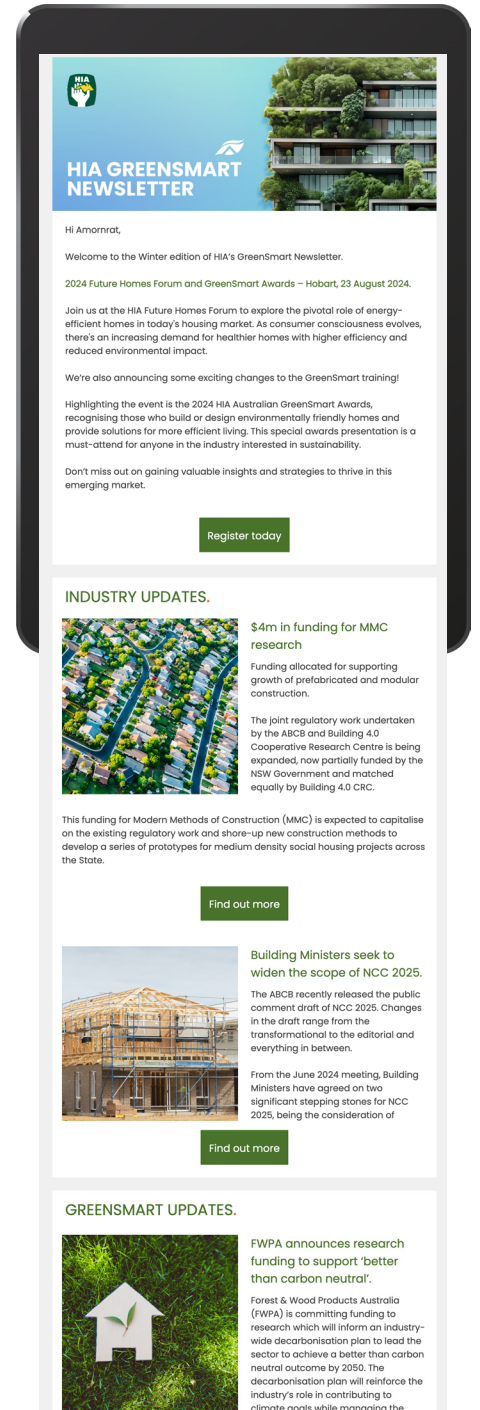 HIA
HIA GREENSMART
NEWSLETTER
Hi Amornrat,
Welcome to the Winter edition of HIA's GreenSmart Newsletter.
2024 Future Homes Forum and GreenSmart Awards – Hobart, 23 August 2024.
Join us at the HIA Future Homes Forum to explore the pivotal role of energy-
efficient homes in today's housing market. As consumer consciousness evolves,
there's an increasing demand for healthier homes with higher efficiency and
reduced environmental impact.
We're also announcing some exciting changes to the GreenSmart training!
Highlighting the event is the 2024 HIA Australian GreenSmart Awards,
recognising those who build or design environmentally friendly homes and
provide solutions for more efficient living. This special awards presentation is a
must-attend for anyone in the industry interested in sustainability.
Don't miss out on gaining valuable insights and strategies to thrive in this
emerging market.
Register today
INDUSTRY UPDATES.
$4m in funding for MMC
research
Funding allocated for supporting
growth of prefabricated and modular
construction.
The joint regulatory work undertaken
by the ABCB and Building 4.0
Cooperative Research Centre is being
expanded, now partially funded by the
NSW Government and matched
equally by Building 4.0 CRC.
This funding for Modern Methods of Construction (MMC) is expected to capitalise
on the existing regulatory work and shore-up new construction methods to
develop a series of prototypes for medium density social housing projects across
the State.
Find out more
Building Ministers seek to
widen the scope of NCC 2025.
The ABCB recently released the public
comment draft of NCC 2025. Changes
in the draft range from the
transformational to the editorial and
everything in between.
From the June 2024 meeting, Building
Ministers have agreed on two
significant stepping stones for NCC
2025, being the consideration of
Find out more
GREENSMART UPDATES.
FWPA announces research
funding to support 'better
than carbon neutral'.
Forest & Wood Products Australia
(FWPA) is committing funding to
research which will inform an industry-
wide decarbonisation plan to lead the
sector to achieve a better than carbon
neutral outcome by 2050. The
decarbonisation plan will reinforce the
industry's role in contributing to
climate goals while managing the